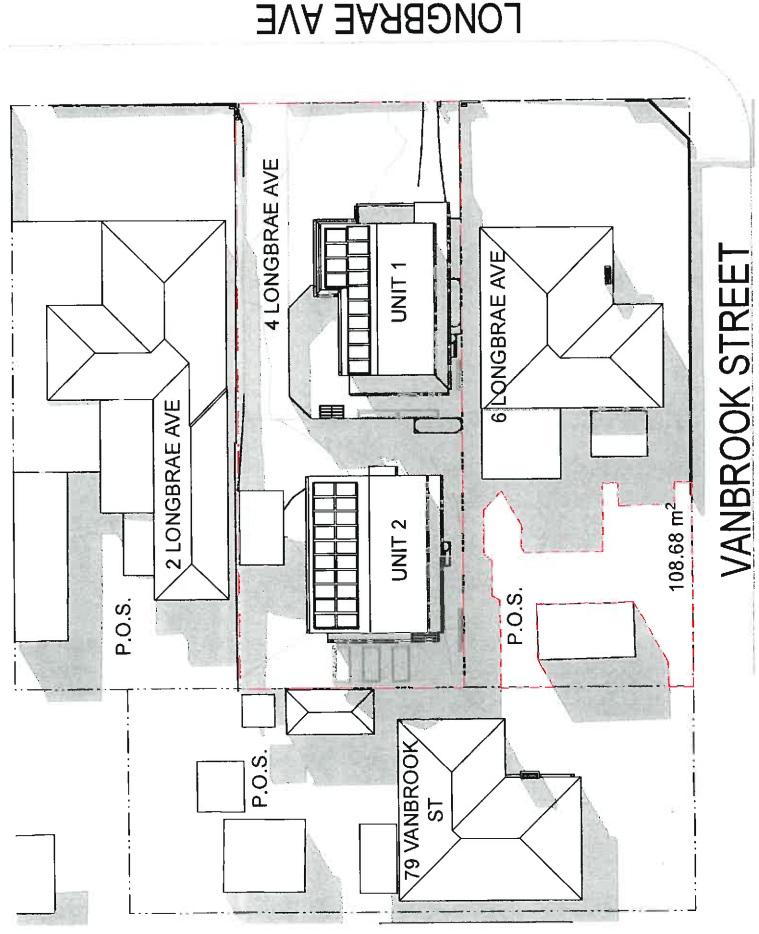 LONGBRAE AVE
4 LONGBRAE AVE
UNIT 1
6 LONGBRAE AVE
2 LONGBRAE AVE
UNIT 2
P.O.S.
P.O.S.
108.68 m²
VANBROOK STREET
P.O.S.
79 VANBROOK
ST